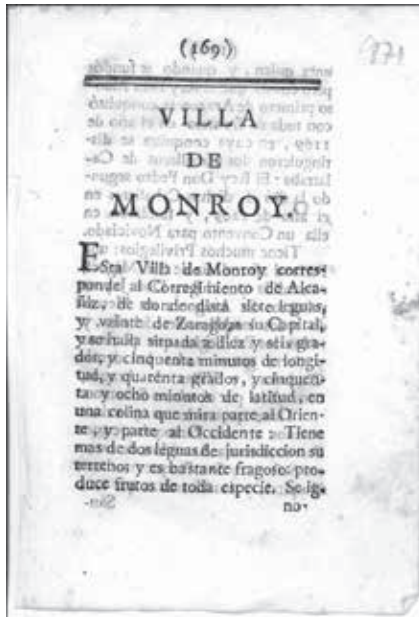 (169)
VILLA
DE
MONROY.
ESta Villa de Monroy corres-
ponde al Corregimiento de Alca-
ñiz, de donde dista siete leguas,
y veinte de Zaragoza su Capital,
y se halla situada a diez y seis gra-
dos, y cinquenta minutos de longi-
tud, y quarenta grados, y cinquen-
ta y ocho minutos de latitud, en
una colina que mira parte al Orien-
te, y parte al Occidente: Tiene
mas de dos leguas de jurisdiccion su
terreno y es bastante fragoso: pro-
duce frutos de toda especie. Se ig-
no-